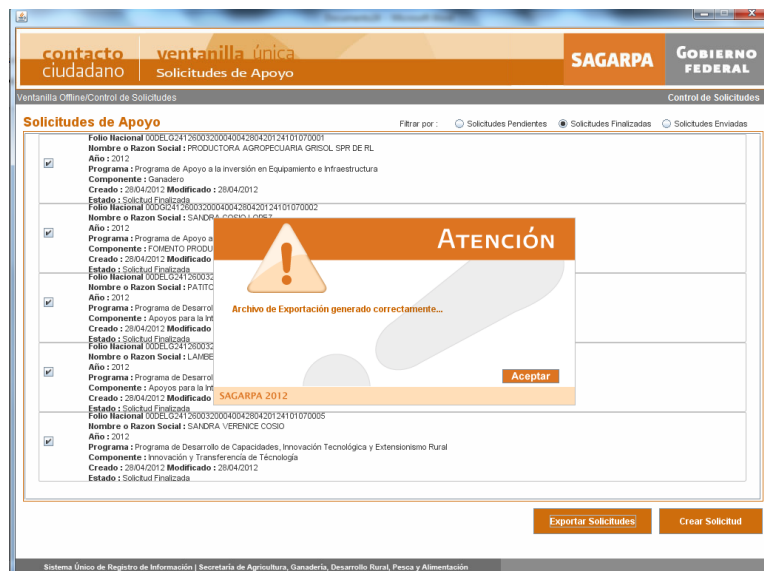 contacto ciudadano
ventanilla única
Solicitudes de Apoyo
SAGARPA
GOBIERNO
FEDERAL
Ventanilla Offline/Control de Solicitudes
Control de Solicitudes
Solicitudes de Apoyo
Filtrar por : Solicitudes Pendientes Solicitudes Finalizadas Solicitudes Enviadas
Folio Nacional 00DELG2412600320004004280420124101070001
Nombre o Razon Social : PRODUCTORA AGROPECUARIA GRISOL SPR DE RL
Año : 2012
Programa : Programa de Apoyo a la inversión en Equipamiento e Infraestructura
Componente : Ganadero
Creado : 28/04/2012 Modificado : 28/04/2012
Estado : Solicitud Finalizada
Folio Nacional
Nombre o Razon Social : SANDRA COSIO LOPEZ
Año : 2012
Programa : Programa de Apoyo a
Componente : FOMENTO PRODU
Creado : 28/04/2012 Modificado
Estado : Solicitud Finalizada
Folio Nacional 00DELG241260032
Nombre o Razon Social : PATITO
Año : 2012
Programa : Programa de Desarrol
Componente : Apoyos para la Int
Creado : 28/04/2012 Modificado
Estado : Solicitud Finalizada
Folio Nacional 00DELG241260032
Nombre o Razon Social : LAMBE
Año : 2012
Programa : Programa de Desarrol
Componente : Apoyos para la Int
Creado : 28/04/2012 Modificado
Estado : Solicitud Finalizada
Folio Nacional
Nombre o Razon Social : SANDRA VERENICE COSIO
Año : 2012
Programa : Programa de Desarrollo de Capacidades, Innovación Tecnológica y Extensionismo Rural
Componente : Innovación y Transferencía de Técnología
Creado : 28/04/2012 Modificado : 28/04/2012
Estado : Solicitud Finalizada
ATENCIÓN
Archivo de Exportación generado correctamente...
Aceptar
SAGARPA 2012
Exportar Solicitudes
Crear Solicitud
Sistema Único de Registro de Información | Secretaría de Agricultura, Ganadería, Desarrollo Rural, Pesca y Alimentación